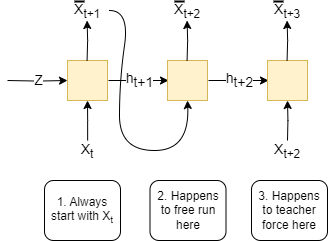 X̅t+1 X̅t+2 X̅t+3
Z ht+1 ht+2
Xt Xt+2
1. Always
start with Xt
2. Happens
to free run
here
3. Happens
to teacher
force here